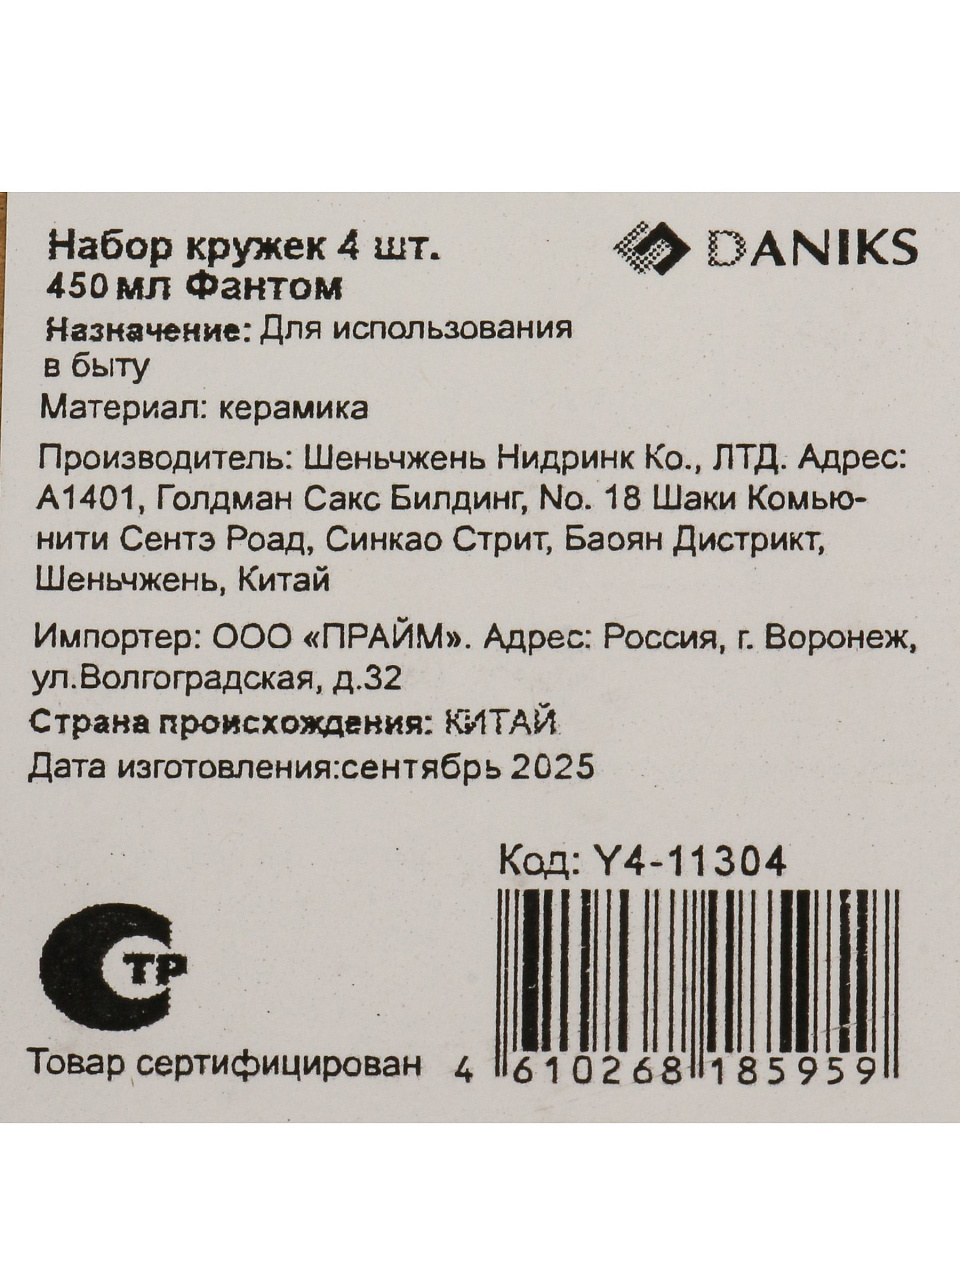 Набор кружек 4 шт.
450 мл Фантом
DANIKS
Назначение: Для использования
в быту
Материал: керамика
Производитель: Шеньчжень Нидринк Ко., ЛТД. Адрес:
А1401, Голдман Сакс Билдинг, No. 18 Шаки Комью-
нити Сентэ Роад, Синкао Стрит, Баоян Дистрикт,
Шеньчжень, Китай
Импортер: ООО «ПРАЙМ». Адрес: Россия, г. Воронеж,
ул.Волгоградская, д.32
Страна происхождения: КИТАЙ
Дата изготовления:сентябрь 2025
Код: Y4-11304
ТР
Товар сертифицирован
4 610268 185959